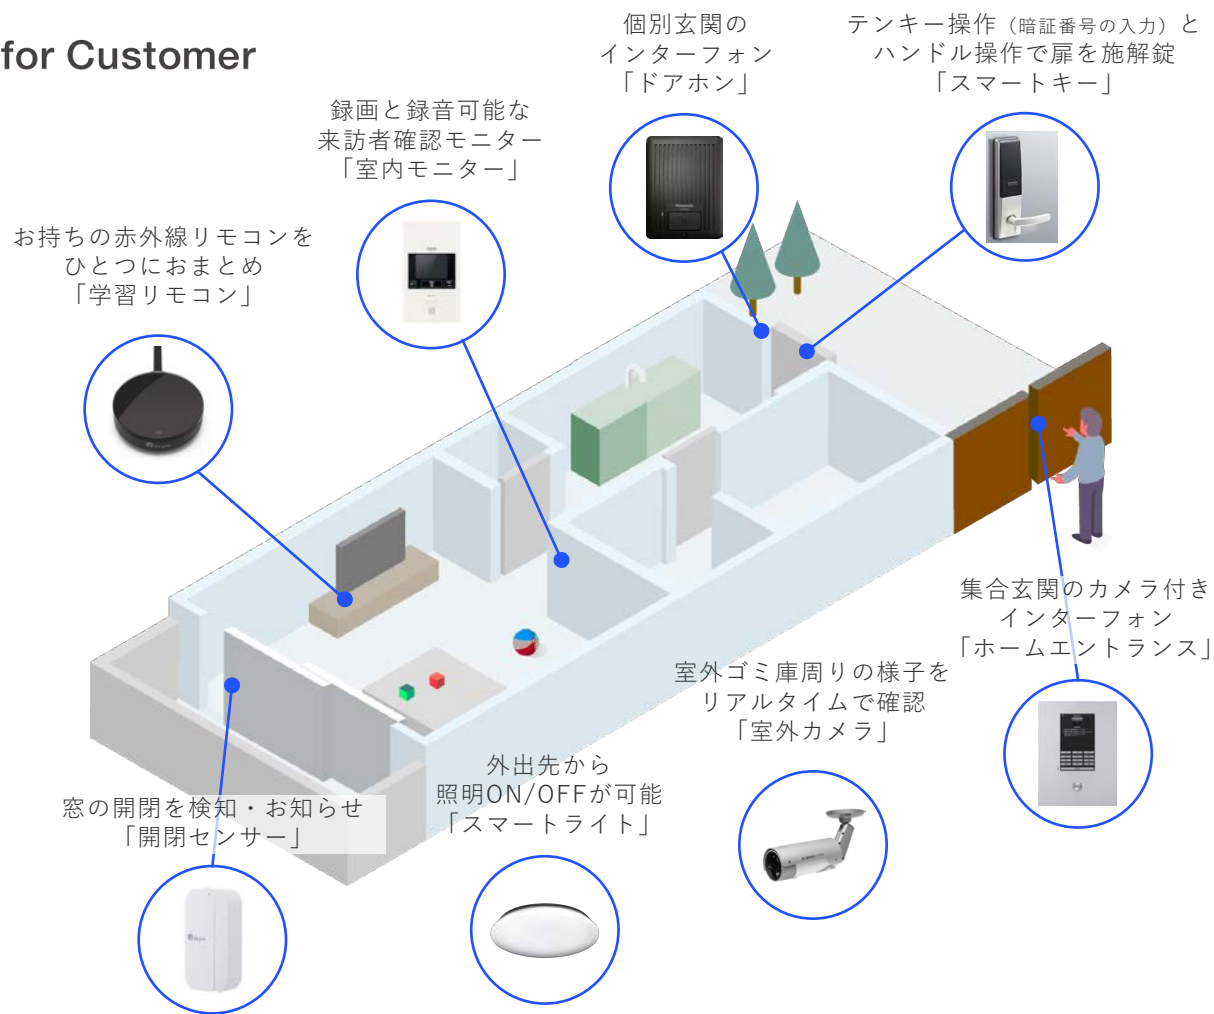 for Customer
個別玄関の
インターフォン
「ドアホン」
テンキー操作（暗証番号の入力）と
ハンドル操作で扉を施解錠
「スマートキー」
録画と録音可能な
来訪者確認モニター
「室内モニター」
お持ちの赤外線リモコンを
ひとつにおまとめ
「学習リモコン」
Panasonic
集合玄関のカメラ付き
インターフォン
「ホームエントランス」
室外ゴミ庫周りの様子を
リアルタイムで確認
「室外カメラ」
外出先から
照明ON/OFFが可能
「スマートライト」
窓の開閉を検知・お知らせ
「開閉センサー」